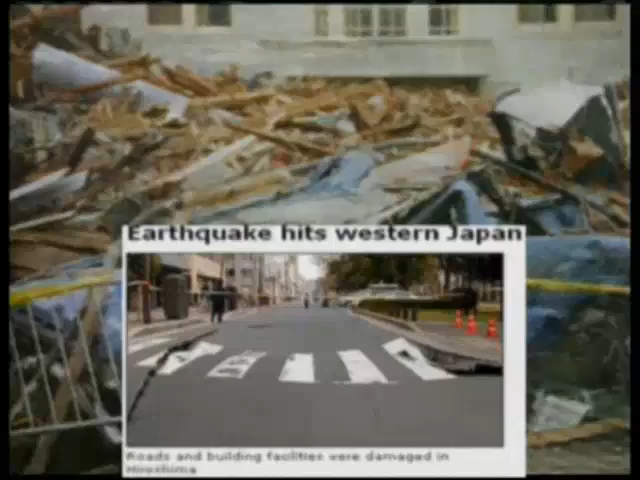 Earthquake hits western Japan
Roads and building facilities were damaged in
Hiroshima